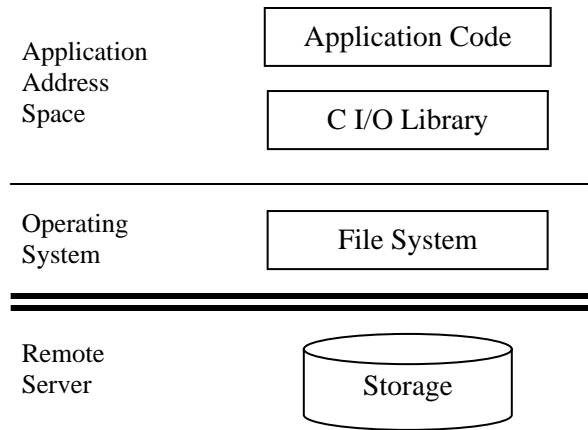 Application
Address
Space
Application Code
C I/O Library
Operating
System
File System
Remote
Server
Storage